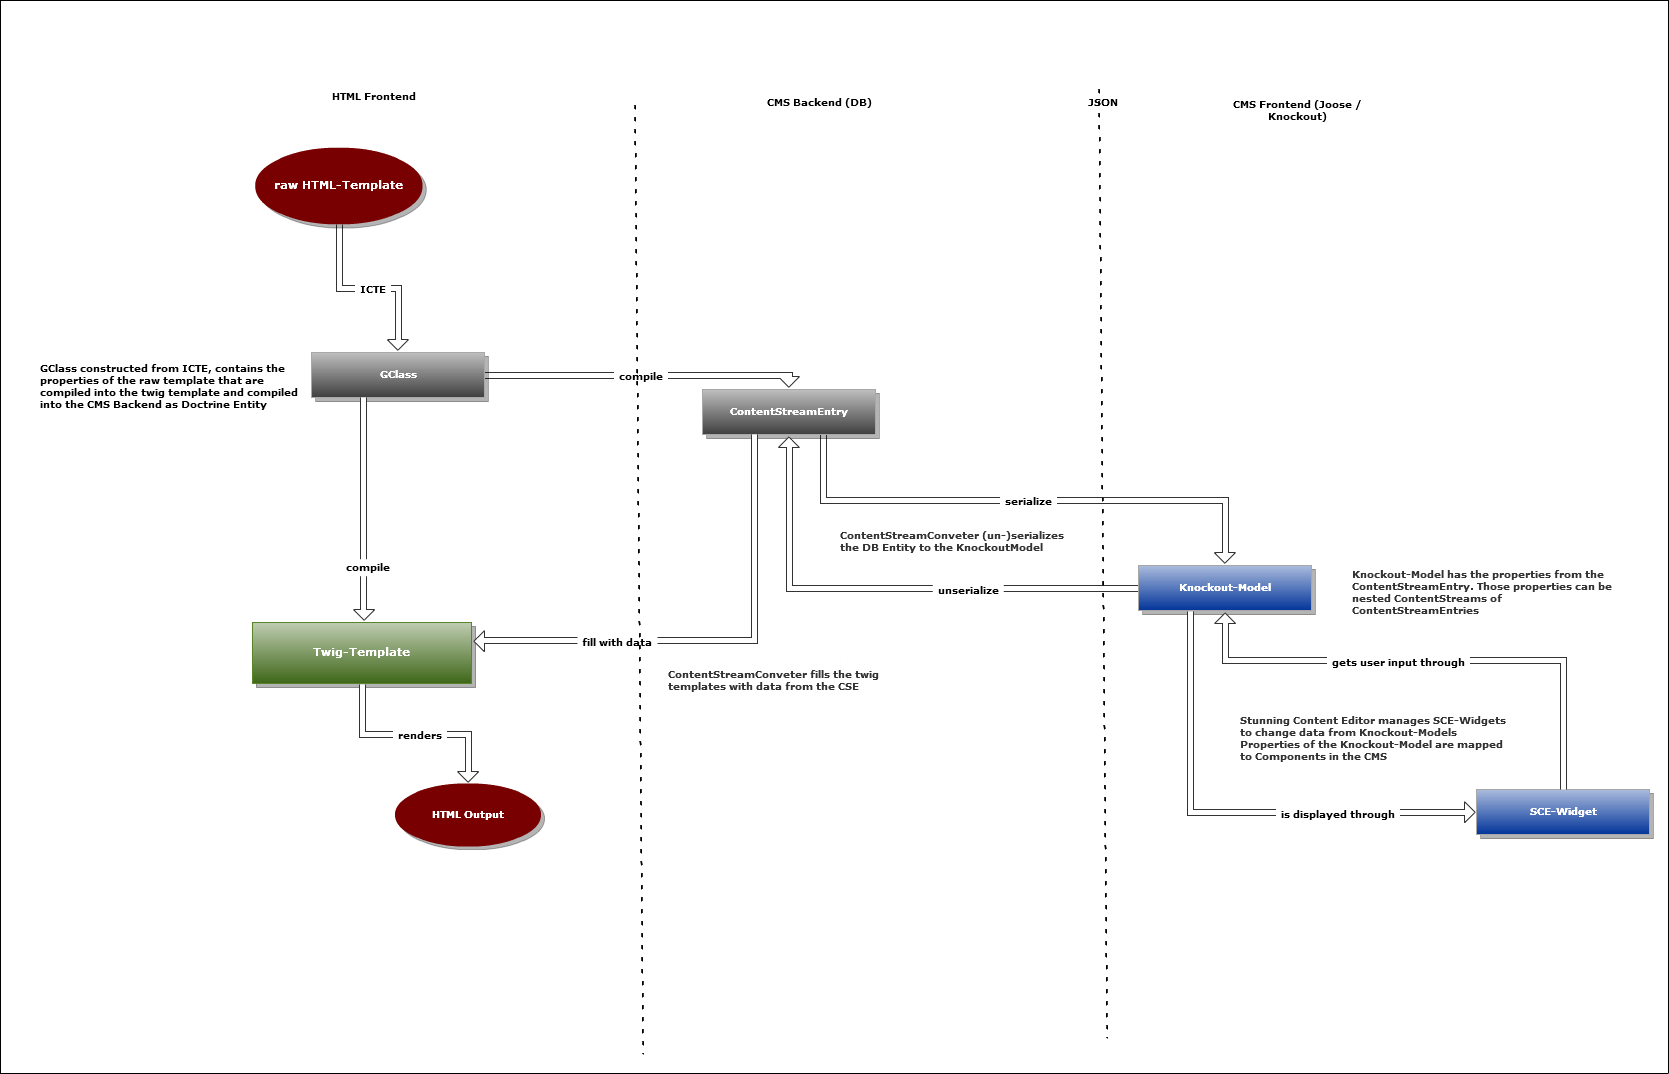 HTML Frontend
CMS Backend (DB)
JSON
CMS Frontend (Joose /
Knockout)
raw HTML-Template
ICTE
GClass constructed from ICTE, contains the
properties of the raw template that are
compiled into the twig template and compiled
into the CMS Backend as Doctrine Entity
GClass
compile
ContentStreamEntry
serialize
ContentStreamConveter (un-)serializes
the DB Entity to the KnockoutModel
compile
unserialize
Knockout-Model
Knockout-Model has the properties from the
ContentStreamEntry. Those properties can be
nested ContentStreams of
ContentStreamEntries
Twig-Template
fill with data
ContentStreamConveter fills the twig
templates with data from the CSE
gets user input through
renders
Stunning Content Editor manages SCE-Widgets
to change data from Knockout-Models
Properties of the Knockout-Model are mapped
to Components in the CMS
HTML Output
is displayed through
SCE-Widget